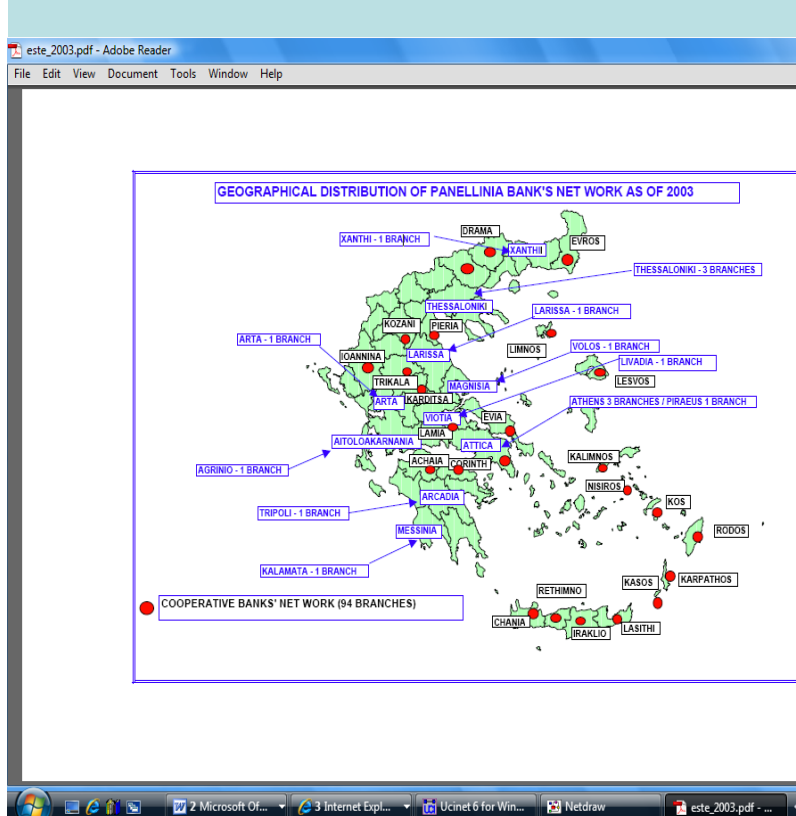 este_2003.pdf - Adobe Reader
File Edit View Document Tools Window Help
GEOGRAPHICAL DISTRIBUTION OF PANELLINIA BANK'S NET WORK AS OF 2003
DRAMA
XANTHI - 1 BRANCH
EVROS
XANTHI
THESSALONIKI - 3 BRANCHES
THESSALONIKI
LARISSA - 1 BRANCH
KOZANI
PIERIA
ARTA - 1 BRANCH
VOLOS - 1 BRANCH
LIMNOS
IOANNINA
LARISSA
LIVADIA - 1 BRANCH
TRIKALA
LESVOS
MAGNISIA
KARDITSA
ARTA
ATHENS 3 BRANCHES / PIRAEUS 1 BRANCH
VIOTIA
EVIA
LAMIA
AITOLOAKARNANIA
ATTICA
KALIMNOS
ACHAIA
CORINTH
AGRINIO - 1 BRANCH
NISIROS
ARCADIA
KOS
TRIPOLI - 1 BRANCH
MESSINIA
RODOS
KALAMATA - 1 BRANCH
KASOS
KARPATHOS
RETHIMNO
COOPERATIVE BANKS' NET WORK (94 BRANCHES)
CHANIA
LASITHI
IRAKLIO
2 Microsoft Of...
3 Internet Expl...
Ucinet 6 for Win...
Netdraw
este_2003.pdf - ...